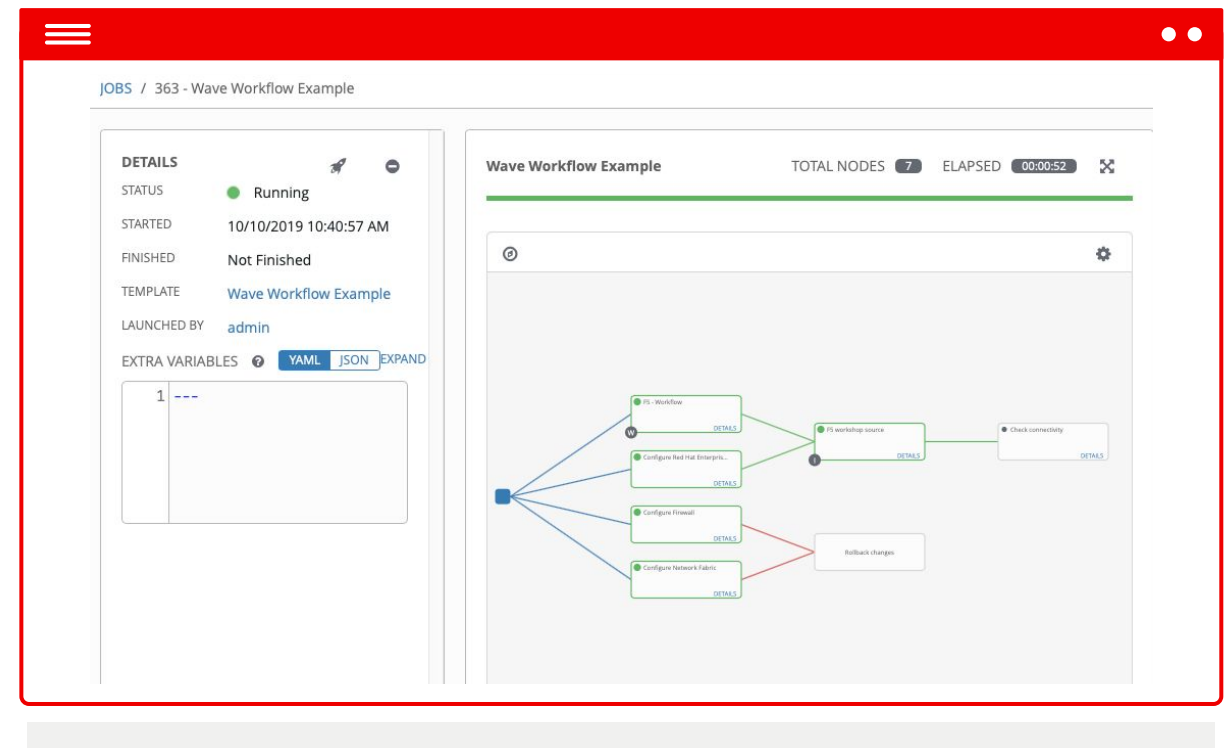 JOBS / 363 - Wave Workflow Example
DETAILS
STATUS Running
STARTED 10/10/2019 10:40:57 AM
FINISHED Not Finished
TEMPLATE Wave Workflow Example
LAUNCHED BY admin
EXTRA VARIABLES YAML JSON EXPAND
1 ---
Wave Workflow Example TOTAL NODES 7 ELAPSED 00:00:52
F5 - Workflow
W DETAILS
Configure Red Hat Enterpris...
DETAILS
Configure Firewall
DETAILS
Configure Network Fabric
DETAILS
F5 workshop source
I DETAILS
Rollback changes
Check connectivity
DETAILS